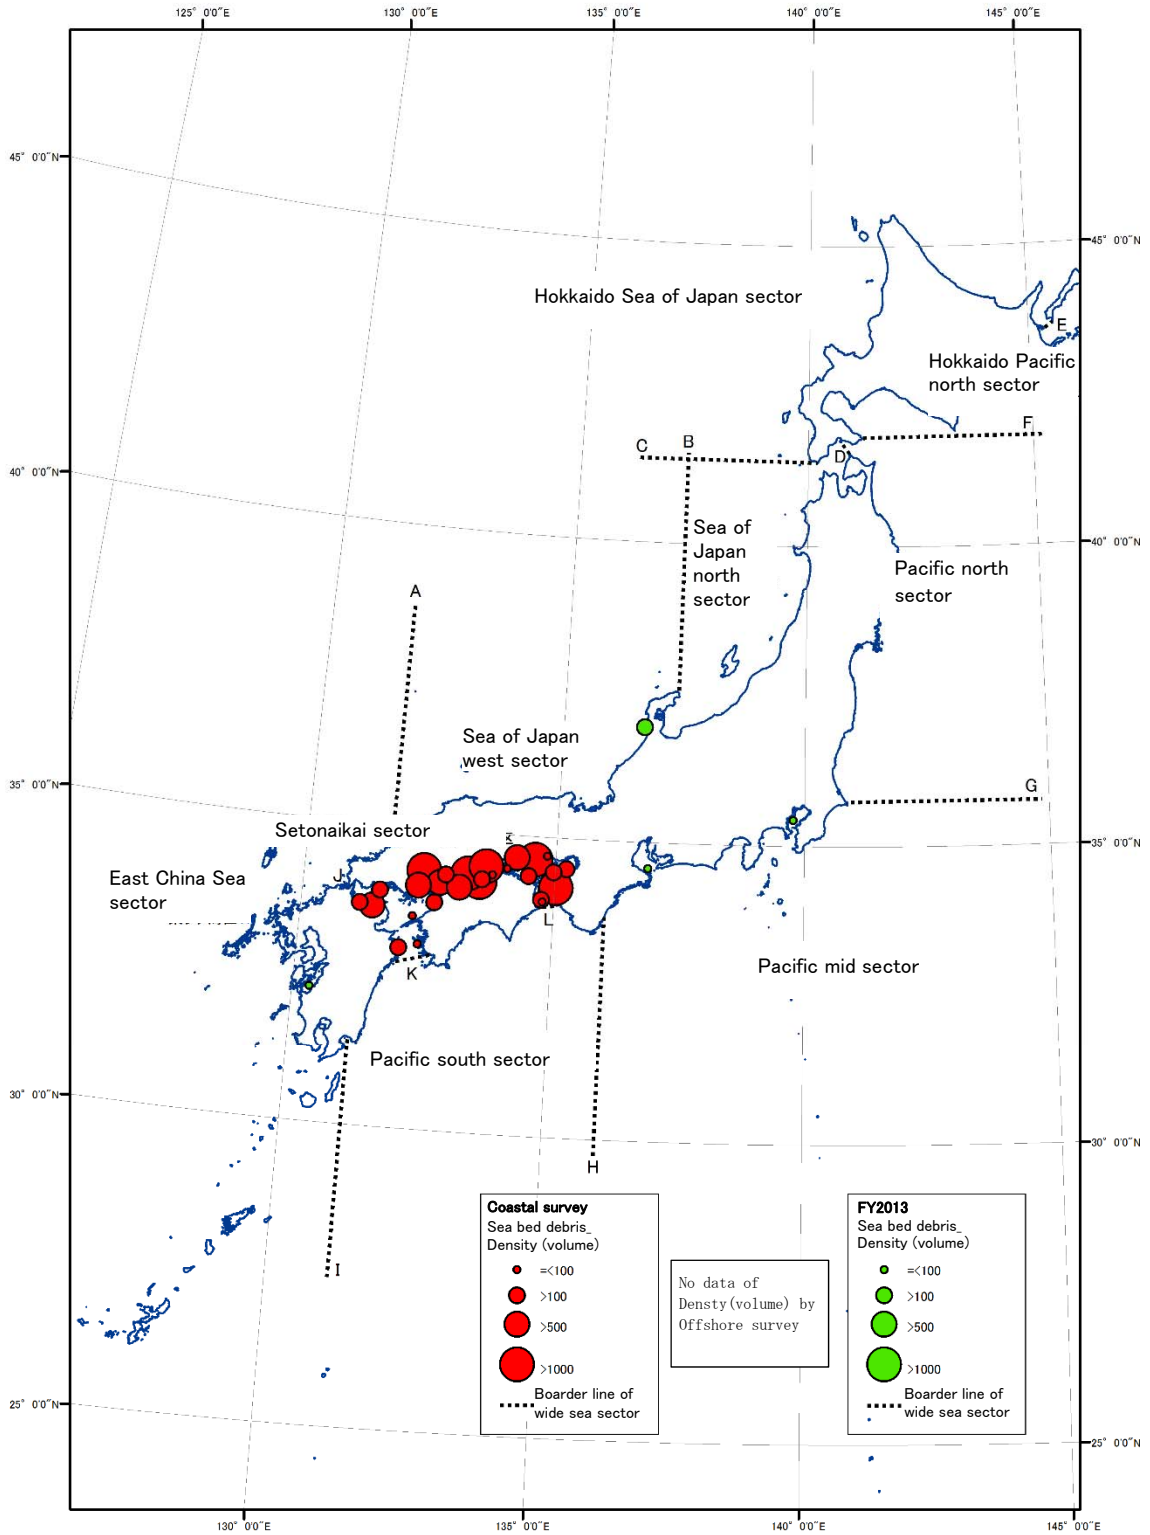 125° 0'0"E
130° 0'0"E
135° 0'0"E
140° 0'0"E
145° 0'0"E
45° 0'0"N
45° 0'0"N
Hokkaido Sea of Japan sector
E
Hokkaido Pacific
north sector
F
C
B
D
40° 0'0"N
Sea of
Japan
north
sector
40° 0'0"N
Pacific north
sector
A
Sea of Japan
west sector
35° 0'0"N
G
Setonaikai sector
35° 0'0"N
East China Sea
sector
J
L
K
Pacific mid sector
Pacific south sector
30° 0'0"N
30° 0'0"N
H
I
Coastal survey
Sea bed debris_
Density (volume)
=<100
>100
>500
>1000
Boarder line of
wide sea sector
No data of
Densty(volume) by
Offshore survey
FY2013
Sea bed debris_
Density (volume)
=<100
>100
>500
>1000
Boarder line of
wide sea sector
25° 0'0"N
25° 0'0"N
130° 0'0"E
135° 0'0"E
140° 0'0"E
145° 0'0"E